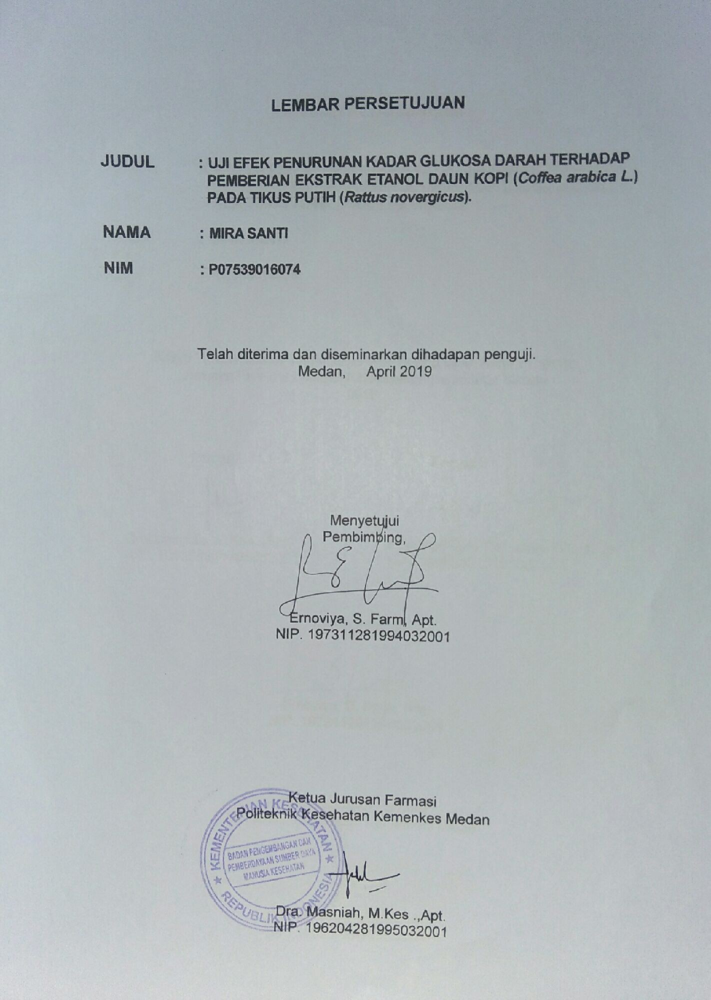 LEMBAR PERSETUJUAN
JUDUL : UJI EFEK PENURUNAN KADAR GLUKOSA DARAH TERHADAP
PEMBERIAN EKSTRAK ETANOL DAUN KOPI (Coffea arabica L.)
PADA TIKUS PUTIH (Rattus novergicus).
NAMA : MIRA SANTI
NIM : P07539016074
Telah diterima dan diseminarkan dihadapan penguji.
Medan, April 2019
Menyetujui
Pembimbing,
Ernoviya, S. Farm, Apt.
NIP. 197311281994032001
Ketua Jurusan Farmasi
Politeknik Kesehatan Kemenkes Medan
KEMENTERIAN KESEHATAN
BADAN PENGEMBANGAN DAN
PEMBERDAYAAN SUMBER DAYA
MANUSIA KESEHATAN
REPUBLIK INDONESIA
Dra. Masniah, M.Kes .,Apt.
NIP. 196204281995032001